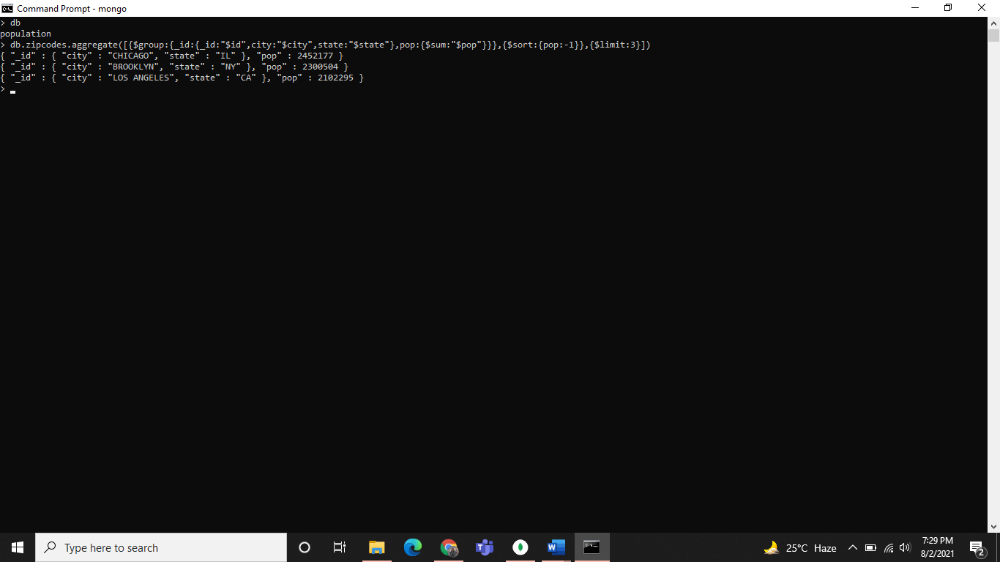 Command Prompt - mongo
> db
population
> db.zipcodes.aggregate([{$group:{_id:{_id:"$id",city:"$city",state:"$state"},pop:{$sum:"$pop"}}},{$sort:{pop:-1}},{$limit:3}])
{ "_id" : { "city" : "CHICAGO", "state" : "IL" }, "pop" : 2452177 }
{ "_id" : { "city" : "BROOKLYN", "state" : "NY" }, "pop" : 2300504 }
{ "_id" : { "city" : "LOS ANGELES", "state" : "CA" }, "pop" : 2102295 }
>
Type here to search
25°C Haze
7:29 PM
8/2/2021
2